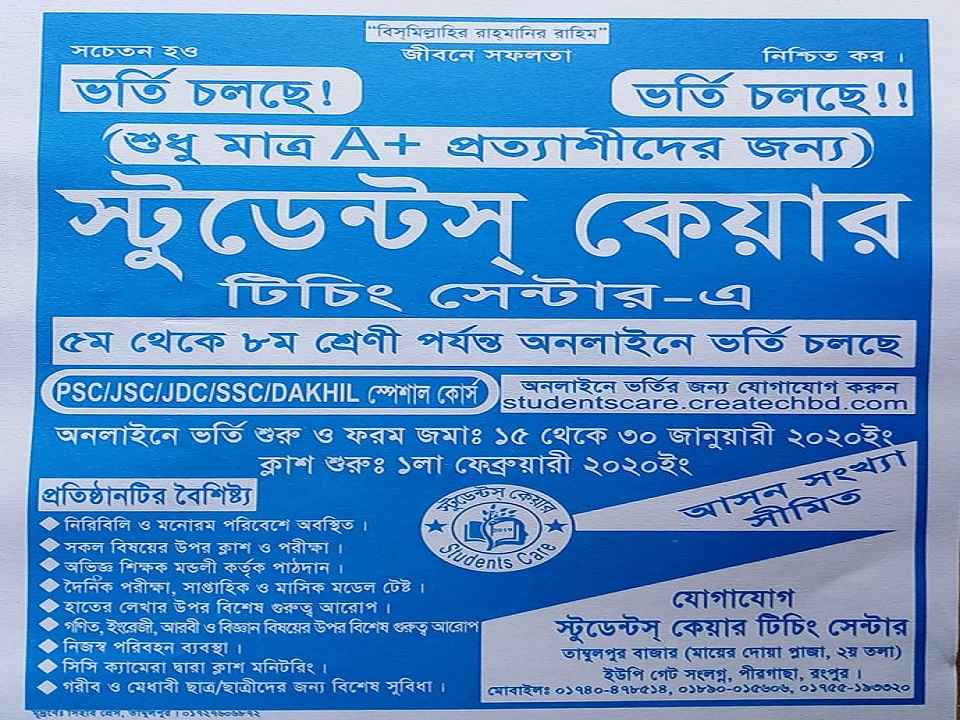 “বিস্‌মিল্লাহির রাহ্‌মানির রাহিম”
সচেতন হও জীবনে সফলতা নিশ্চিত কর ।
ভর্তি চলছে! ভর্তি চলছে!!
(শুধু মাত্র A+ প্রত্যাশীদের জন্য)
স্টুডেন্টস্ কেয়ার
টিচিং সেন্টার-এ
৫ম থেকে ৮ম শ্রেণী পর্যন্ত অনলাইনে ভর্তি চলছে
PSC/JSC/JDC/SSC/DAKHIL স্পেশাল কোর্স
অনলাইনে ভর্তির জন্য যোগাযোগ করুন
studentscare.createchbd.com
অনলাইনে ভর্তি শুরু ও ফরম জমাঃ ১৫ থেকে ৩০ জানুয়ারী ২০২০ইং
ক্লাশ শুরুঃ ১লা ফেব্রুয়ারী ২০২০ইং
আসন সংখ্যা
সীমিত
প্রতিষ্ঠানটির বৈশিষ্ট্য
নিরিবিলি ও মনোরম পরিবেশে অবস্থিত ।
সকল বিষয়ের উপর ক্লাশ ও পরীক্ষা ।
অভিজ্ঞ শিক্ষক মন্ডলী কর্তৃক পাঠদান ।
দৈনিক পরীক্ষা, সাপ্তাহিক ও মাসিক মডেল টেষ্ট ।
হাতের লেখার উপর বিশেষ গুরুত্ব আরোপ ।
গণিত, ইংরেজী, আরবী ও বিজ্ঞান বিষয়ের উপর বিশেষ গুরুত্ব আরোপ
নিজস্ব পরিবহন ব্যবস্থা ।
সিসি ক্যামেরা দ্বারা ক্লাশ মনিটরিং ।
গরীব ও মেধাবী ছাত্র/ছাত্রীদের জন্য বিশেষ সুবিধা ।
স্টুডেন্টস্ কেয়ার
Students Care
যোগাযোগ
স্টুডেন্টস্ কেয়ার টিচিং সেন্টার
তাম্বুলপুর বাজার (মায়ের দোয়া প্লাজা, ২য় তলা)
ইউপি গেট সংলগ্ন, পীরগাছা, রংপুর ।
মোবাইলঃ ০১৭৪০-৪৭৮৫১৪, ০১৮৯০-০১৫৬০৬, ০১৭৫৫-১৯৩৩২০